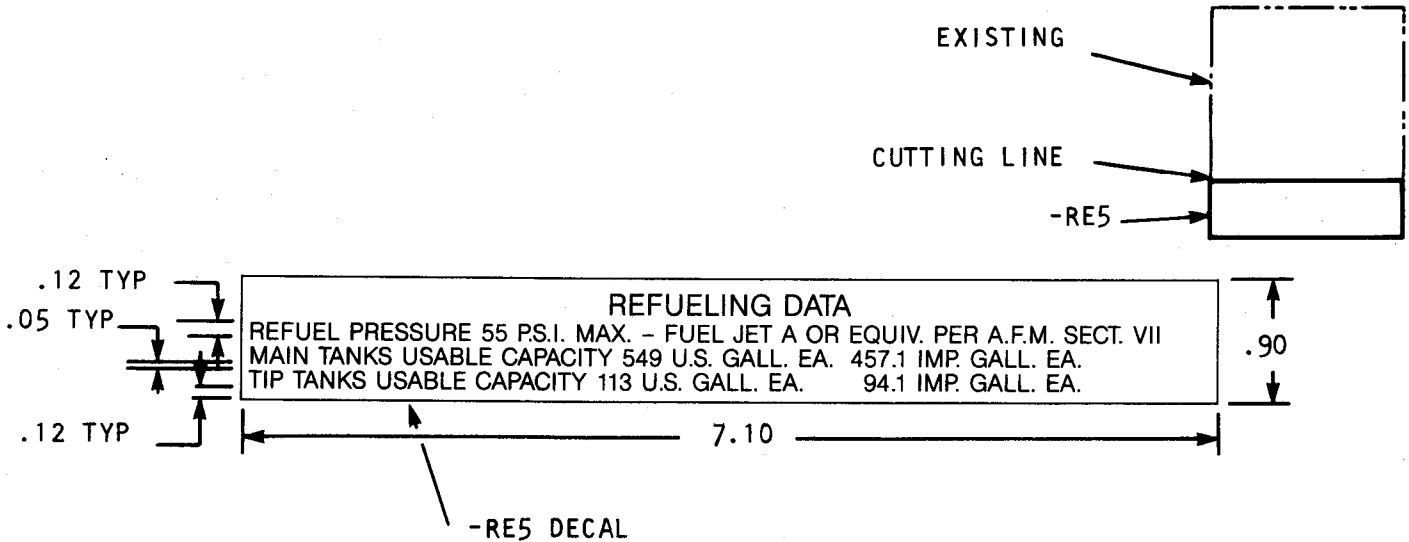 EXISTING
CUTTING LINE
-RE5
.12 TYP
.05 TYP
.12 TYP
REFUELING DATA
REFUEL PRESSURE 55 P.S.I. MAX. – FUEL JET A OR EQUIV. PER A.F.M. SECT. VII
MAIN TANKS USABLE CAPACITY 549 U.S. GALL. EA. 457.1 IMP. GALL. EA.
TIP TANKS USABLE CAPACITY 113 U.S. GALL. EA. 94.1 IMP. GALL. EA.
.90
7.10
-RE5 DECAL